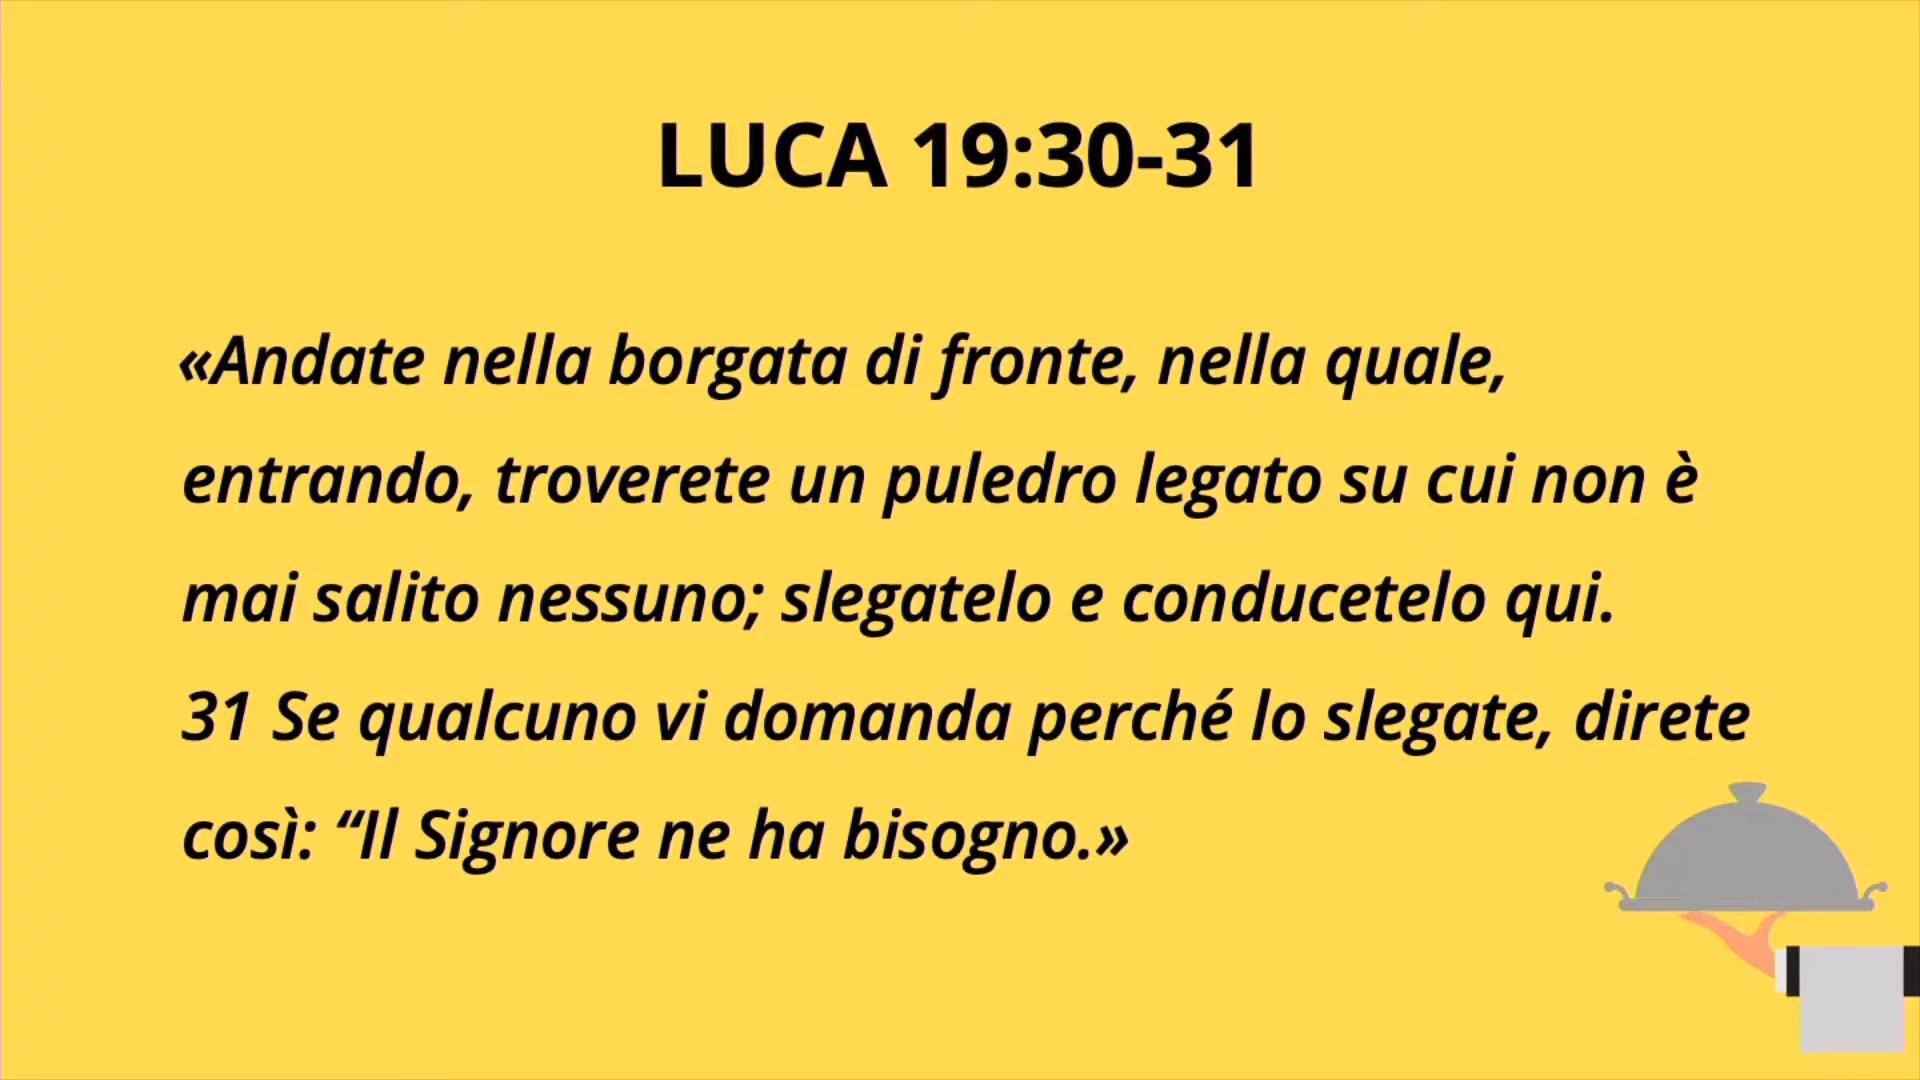 LUCA 19:30-31
«Andate nella borgata di fronte, nella quale,
entrando, troverete un puledro legato su cui non è
mai salito nessuno; slegatelo e conducetelo qui.
31 Se qualcuno vi domanda perché lo slegate, direte
così: “Il Signore ne ha bisogno.»